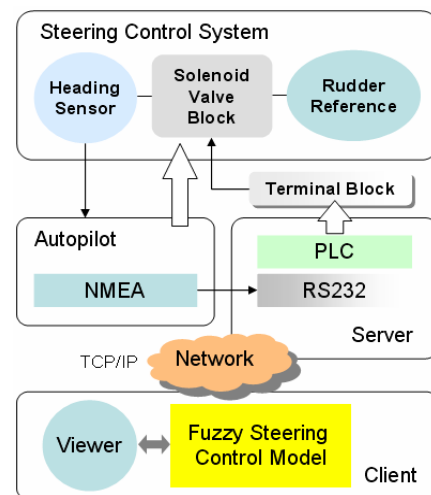 Steering Control System
Heading
Sensor
Solenoid
Valve
Block
Rudder
Reference
Terminal Block
Autopilot
NMEA
PLC
RS232
Server
TCP/IP
Network
Viewer
Fuzzy Steering
Control Model
Client